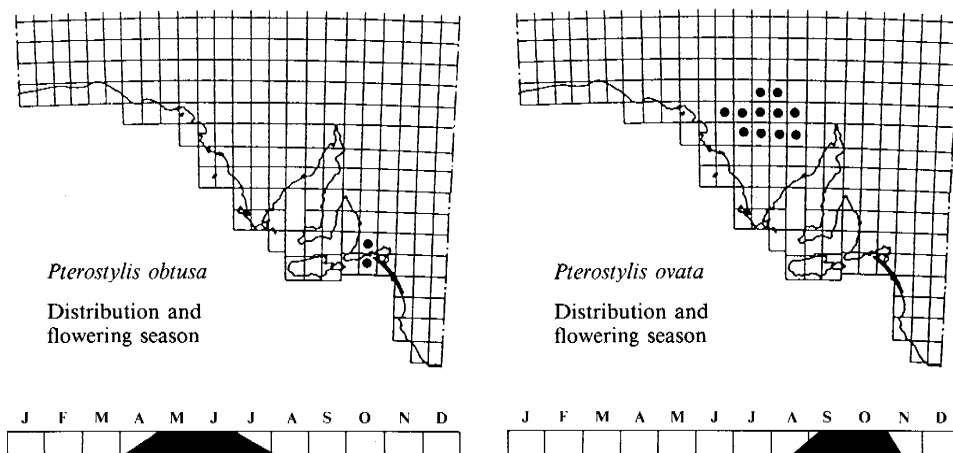 Pterostylis obtusa
Distribution and
flowering season
J F M A M J J A S O N D
Pterostylis ovata
Distribution and
flowering season
J F M A M J J A S O N D